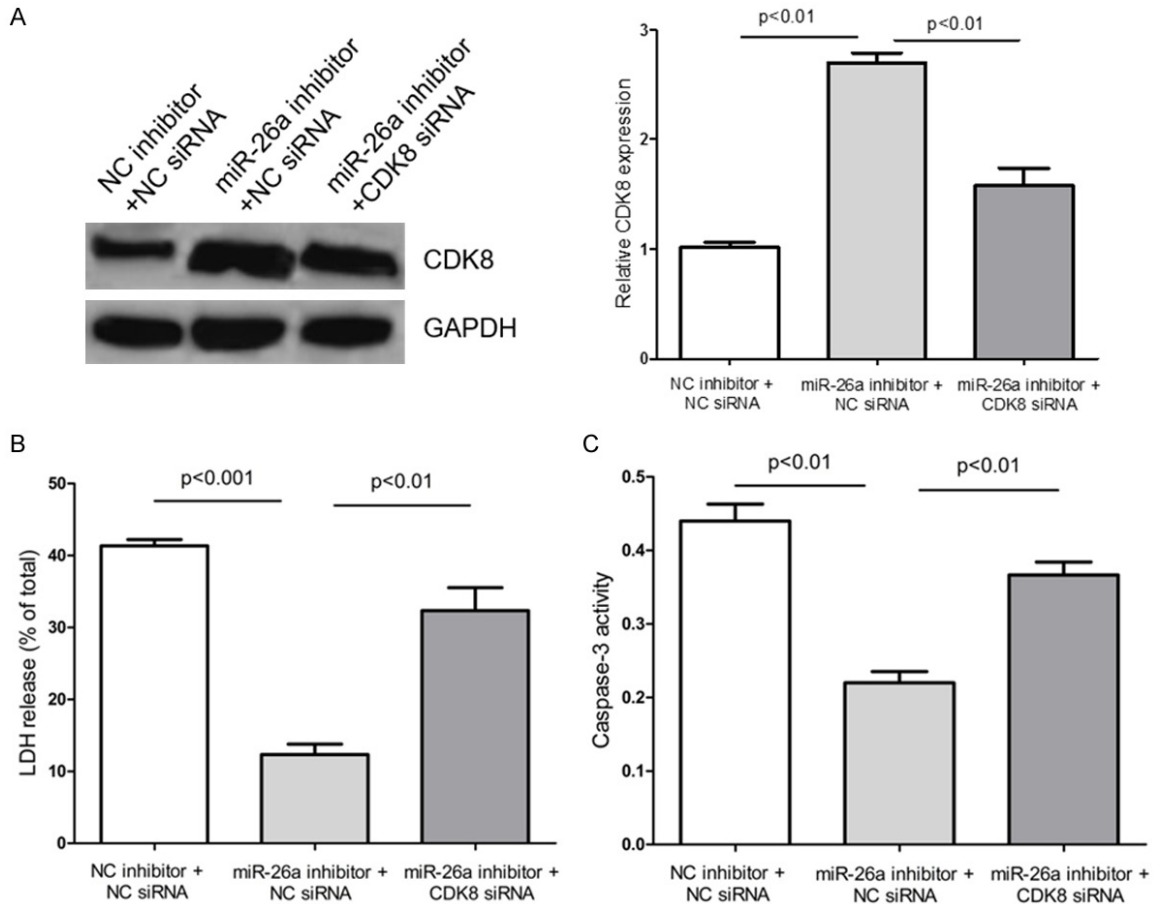 A
NC inhibitor
+NC siRNA
miR-26a inhibitor
+NC siRNA
miR-26a inhibitor
+CDK8 siRNA
CDK8
GAPDH
p<0.01
p<0.01
Relative CDK8 expression
3
2
1
0
NC inhibitor +
NC siRNA
miR-26a inhibitor +
NC siRNA
miR-26a inhibitor +
CDK8 siRNA
B
p<0.001
p<0.01
LDH release (% of total)
50
40
30
20
10
0
NC inhibitor +
NC siRNA
miR-26a inhibitor +
NC siRNA
miR-26a inhibitor +
CDK8 siRNA
C
p<0.01
p<0.01
Caspase-3 activity
0.5
0.4
0.3
0.2
0.1
0.0
NC inhibitor +
NC siRNA
miR-26a inhibitor +
NC siRNA
miR-26a inhibitor +
CDK8 siRNA